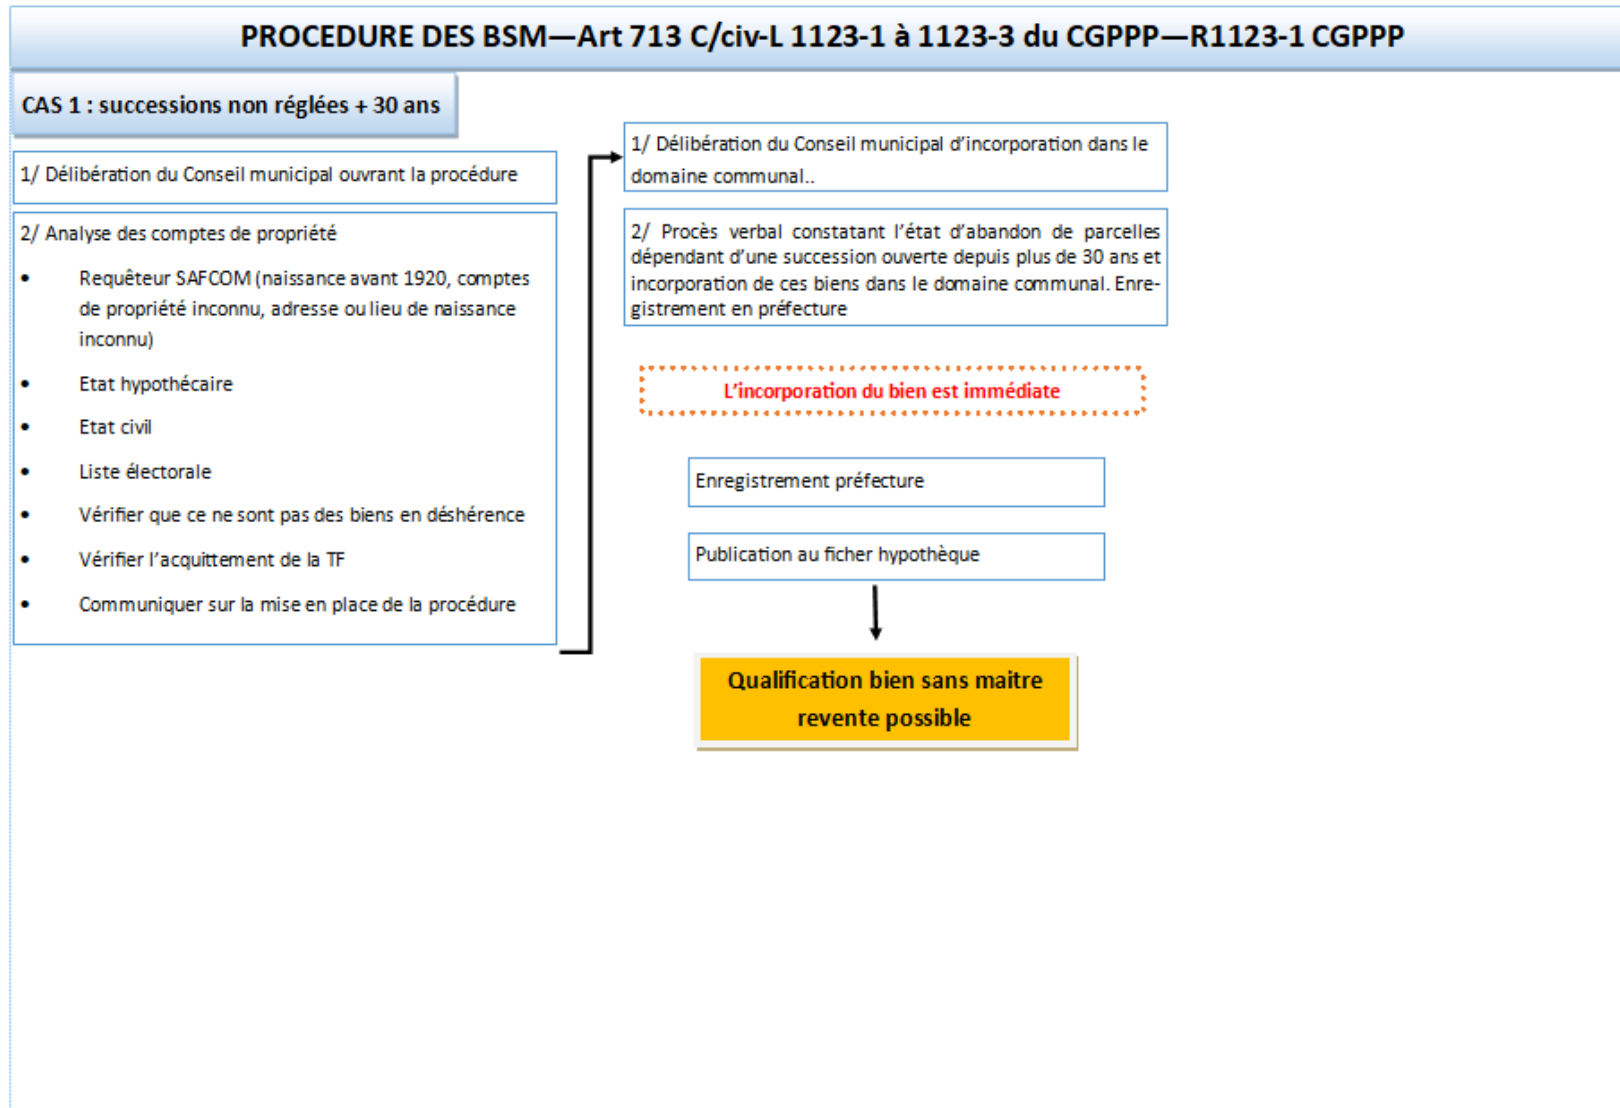 PROCEDURE DES BSM—Art 713 C/civ-L 1123-1 à 1123-3 du CGPPP—R1123-1 CGPPP
CAS 1 : successions non réglées + 30 ans
1/ Délibération du Conseil municipal ouvrant la procédure
2/ Analyse des comptes de propriété
• Requêteur SAFCOM (naissance avant 1920, comptes
de propriété inconnu, adresse ou lieu de naissance
inconnu)
• Etat hypothécaire
• Etat civil
• Liste électorale
• Vérifier que ce ne sont pas des biens en déshérence
• Vérifier l’acquittement de la TF
• Communiquer sur la mise en place de la procédure
1/ Délibération du Conseil municipal d’incorporation dans le
domaine communal..
2/ Procès verbal constatant l’état d’abandon de parcelles
dépendant d’une succession ouverte depuis plus de 30 ans et
incorporation de ces biens dans le domaine communal. Enre-
gistrement en préfecture
L’incorporation du bien est immédiate
Enregistrement préfecture
Publication au ficher hypothèque
Qualification bien sans maitre
revente possible